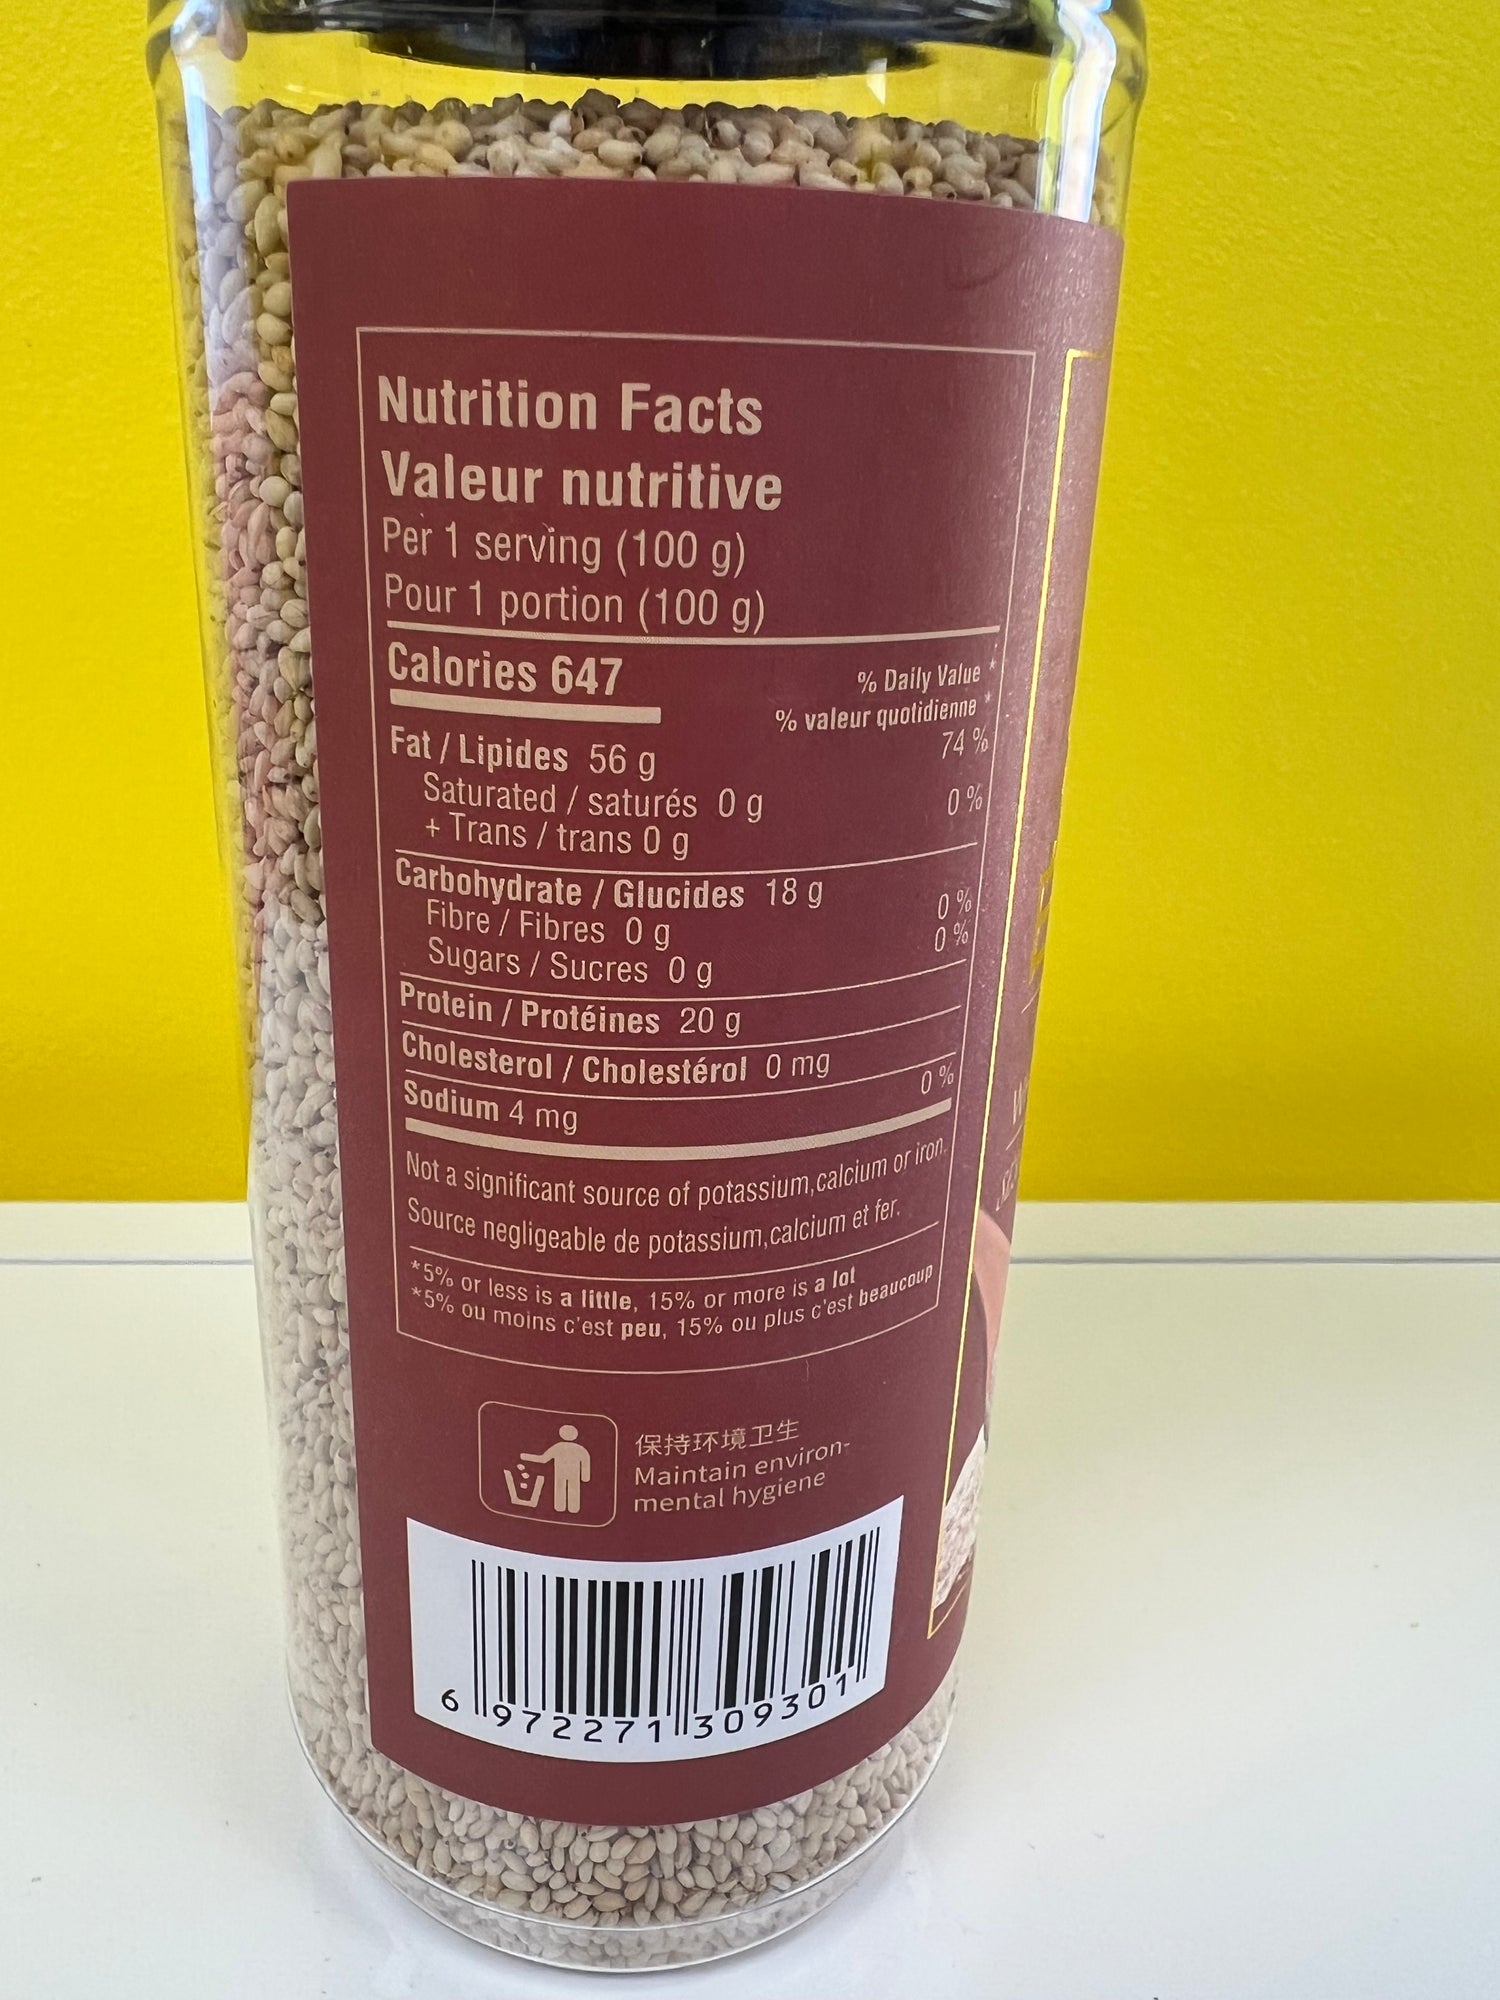 Nutrition Facts
Valeur nutritive
Per 1 serving (100 g)
Pour 1 portion (100 g)
Calories 647
% Daily Value *
% valeur quotidienne *
Fat / Lipides 56 g 74 %
Saturated / saturés 0 g 0 %
+ Trans / trans 0 g
Carbohydrate / Glucides 18 g
Fibre / Fibres 0 g 0 %
Sugars / Sucres 0 g 0 %
Protein / Protéines 20 g
Cholesterol / Cholestérol 0 mg
Sodium 4 mg 0 %
Not a significant source of potassium,calcium or iron.
Source negligeable de potassium,calcium et fer.
*5% or less is a little, 15% or more is a lot
*5% ou moins c'est peu, 15% ou plus c'est beaucoup
保持环境卫生
Maintain environ-
mental hygiene
6 972271 309301